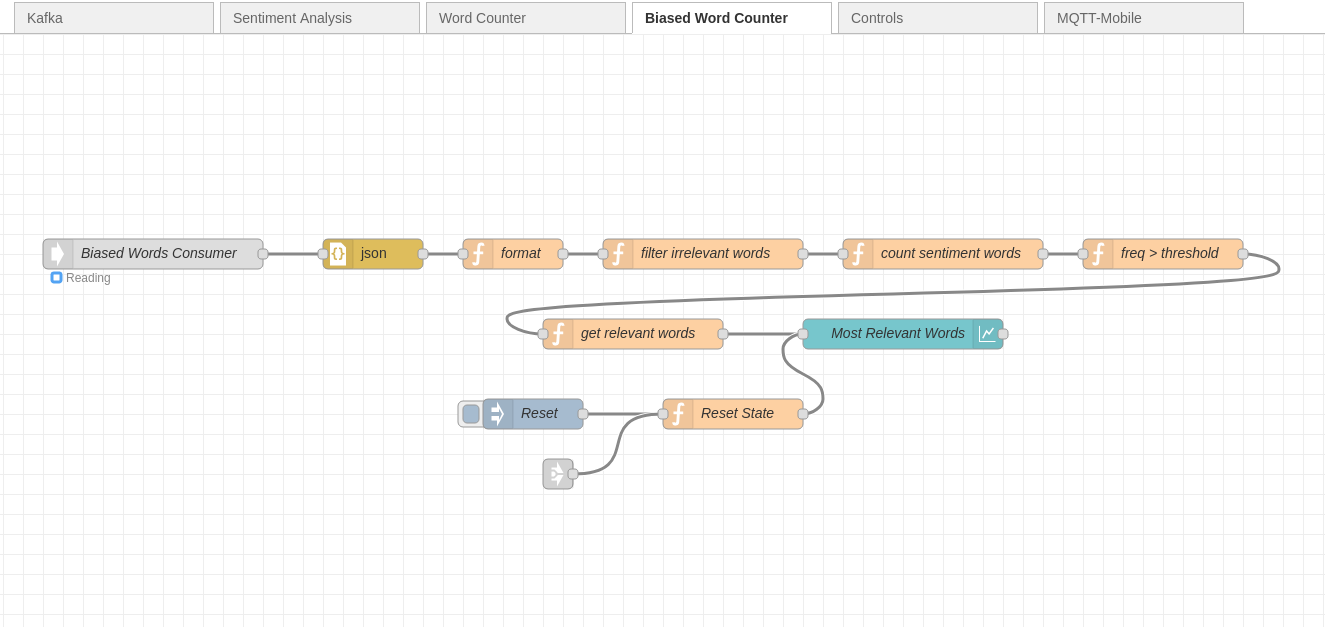 Kafka
Sentiment Analysis
Word Counter
Biased Word Counter
Controls
MQTT-Mobile
Biased Words Consumer
{}
json
format
filter irrelevant words
count sentiment words
freq > threshold
Reading
get relevant words
Most Relevant Words
Reset
Reset State